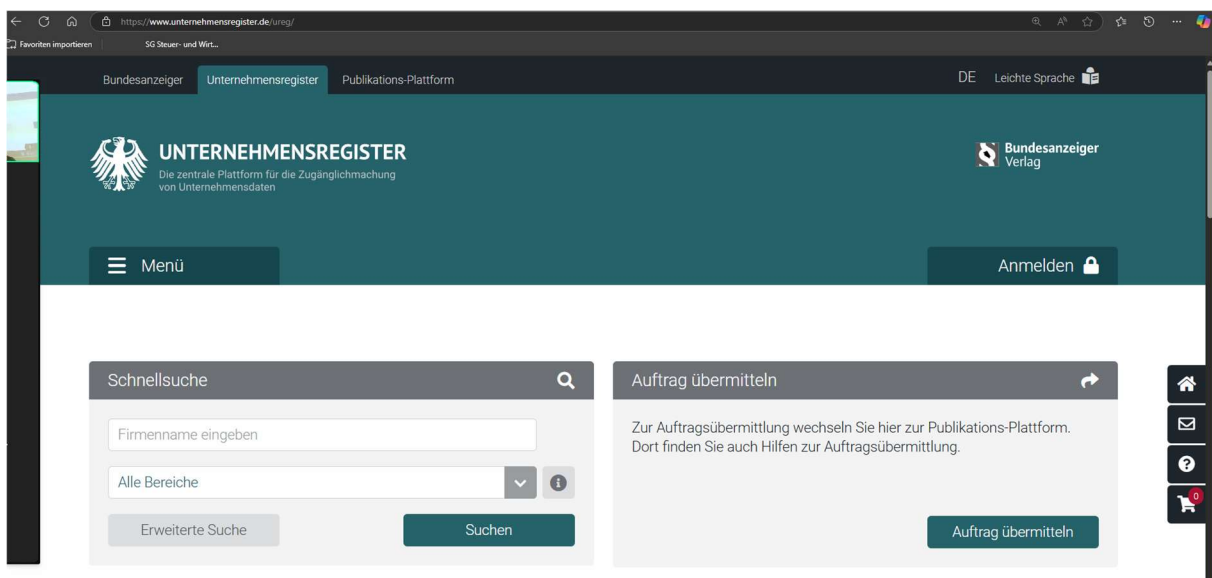 https://www.unternehmensregister.de/ureg/
Favoriten importieren
SG Steuer- und Wirt...
Bundesanzeiger
Unternehmensregister
Publikations-Plattform
DE
Leichte Sprache
UNTERNEHMENSREGISTER
Die zentrale Plattform für die Zugänglichmachung
von Unternehmensdaten
Bundesanzeiger
Verlag
Menü
Anmelden
Schnellsuche
Firmenname eingeben
Alle Bereiche
Erweiterte Suche
Suchen
Auftrag übermitteln
Zur Auftragsübermittlung wechseln Sie hier zur Publikations-Plattform.
Dort finden Sie auch Hilfen zur Auftragsübermittlung.
Auftrag übermitteln
0